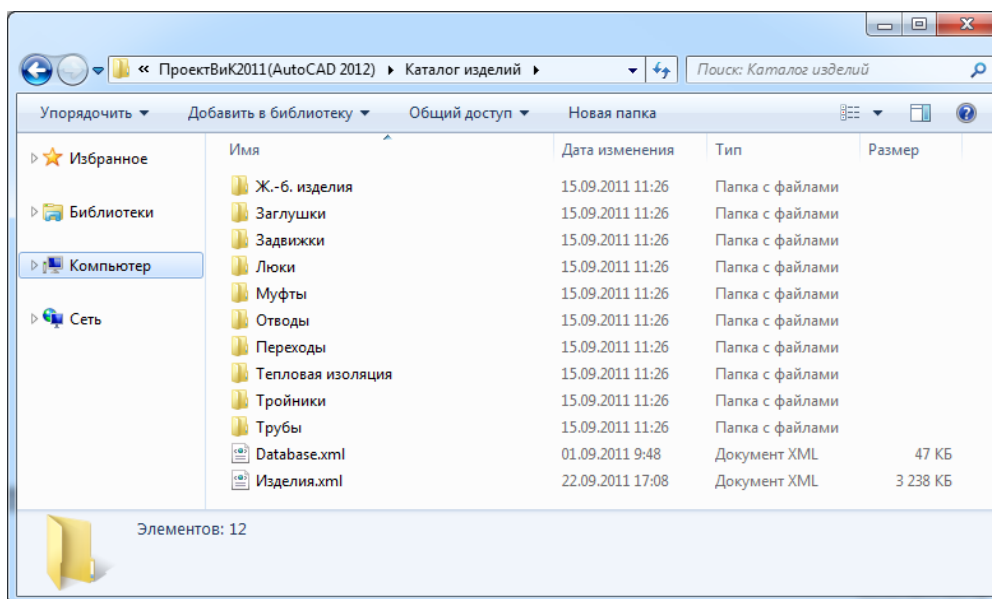 « ПроектВиК2011(AutoCAD 2012) Каталог изделий Поиск: Каталог изделий
Упорядочить Добавить в библиотеку Общий доступ Новая папка
Имя Дата изменения Тип Размер
Избранное
Библиотеки
Компьютер
Сеть
Ж.-б. изделия 15.09.2011 11:26 Папка с файлами
Заглушки 15.09.2011 11:26 Папка с файлами
Задвижки 15.09.2011 11:26 Папка с файлами
Люки 15.09.2011 11:26 Папка с файлами
Муфты 15.09.2011 11:26 Папка с файлами
Отводы 15.09.2011 11:26 Папка с файлами
Переходы 15.09.2011 11:26 Папка с файлами
Тепловая изоляция 15.09.2011 11:26 Папка с файлами
Тройники 15.09.2011 11:26 Папка с файлами
Трубы 15.09.2011 11:26 Папка с файлами
Database.xml 01.09.2011 9:48 Документ XML 47 КБ
Изделия.xml 22.09.2011 17:08 Документ XML 3 238 КБ
Элементов: 12